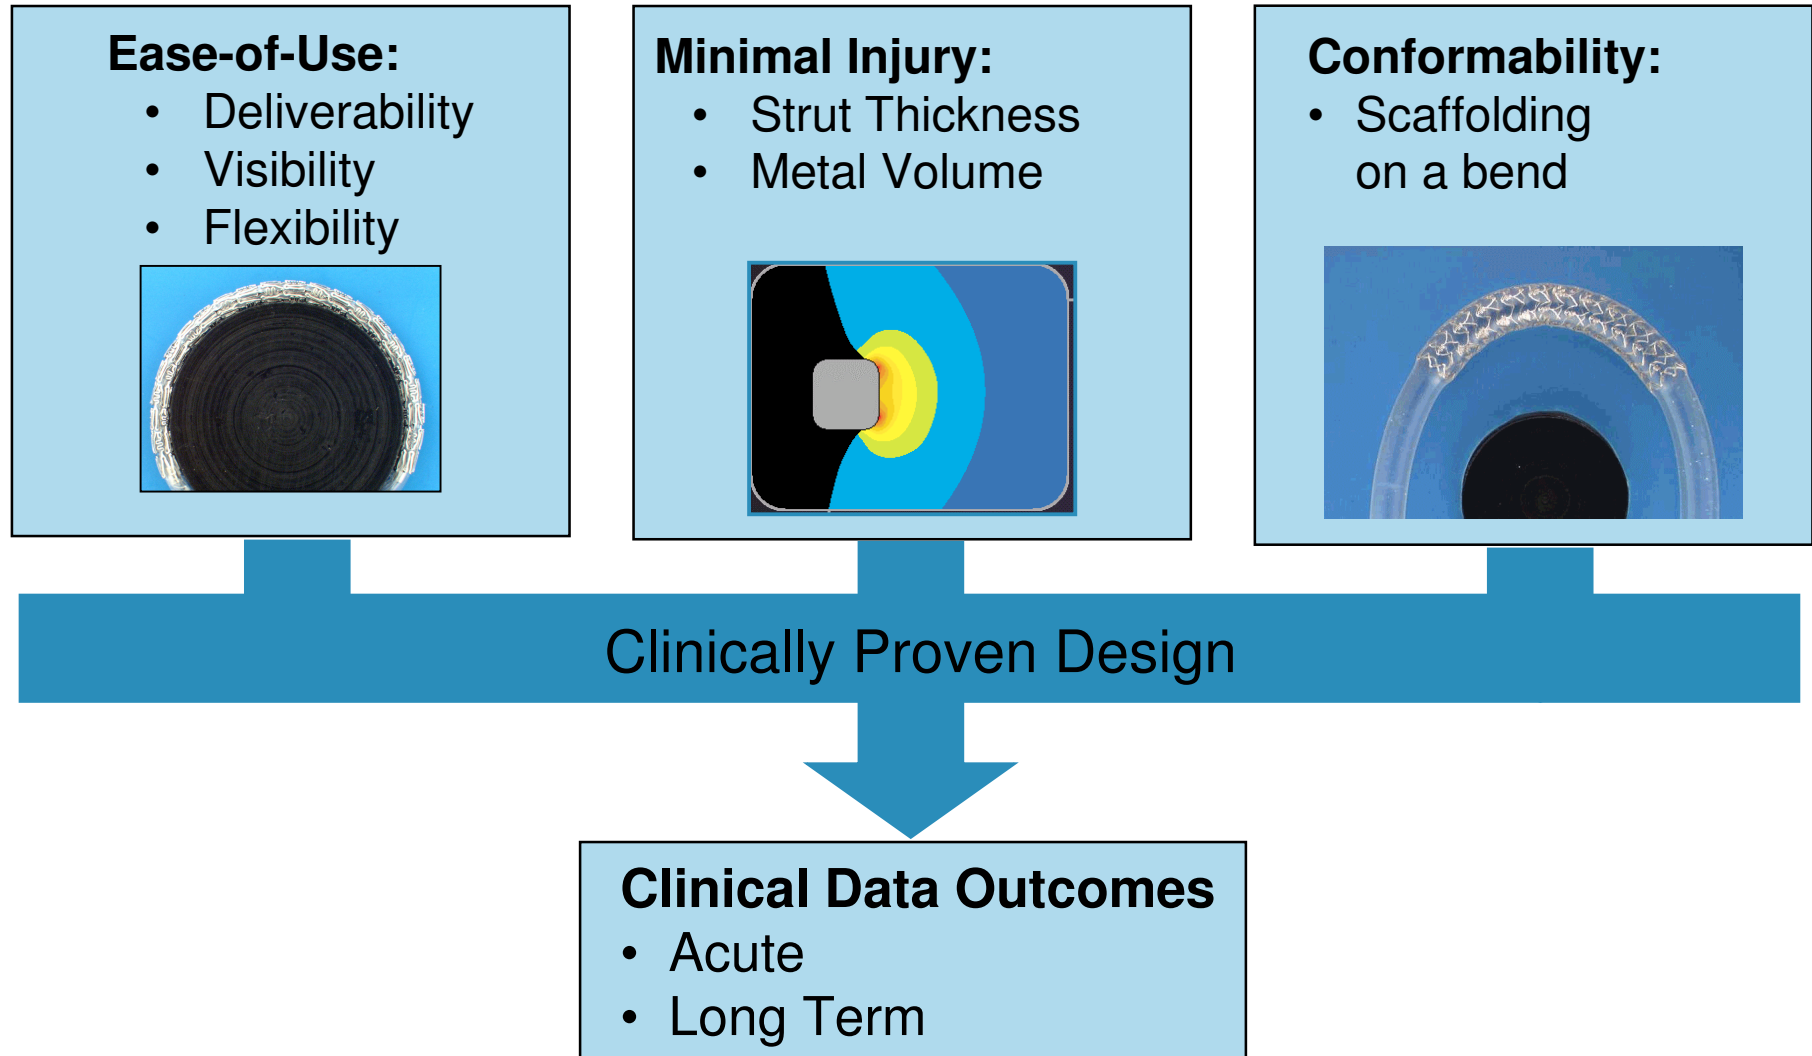 Ease-of-Use:
• Deliverability
• Visibility
• Flexibility
Minimal Injury:
• Strut Thickness
• Metal Volume
Conformability:
• Scaffolding
on a bend
Clinically Proven Design
Clinical Data Outcomes
• Acute
• Long Term